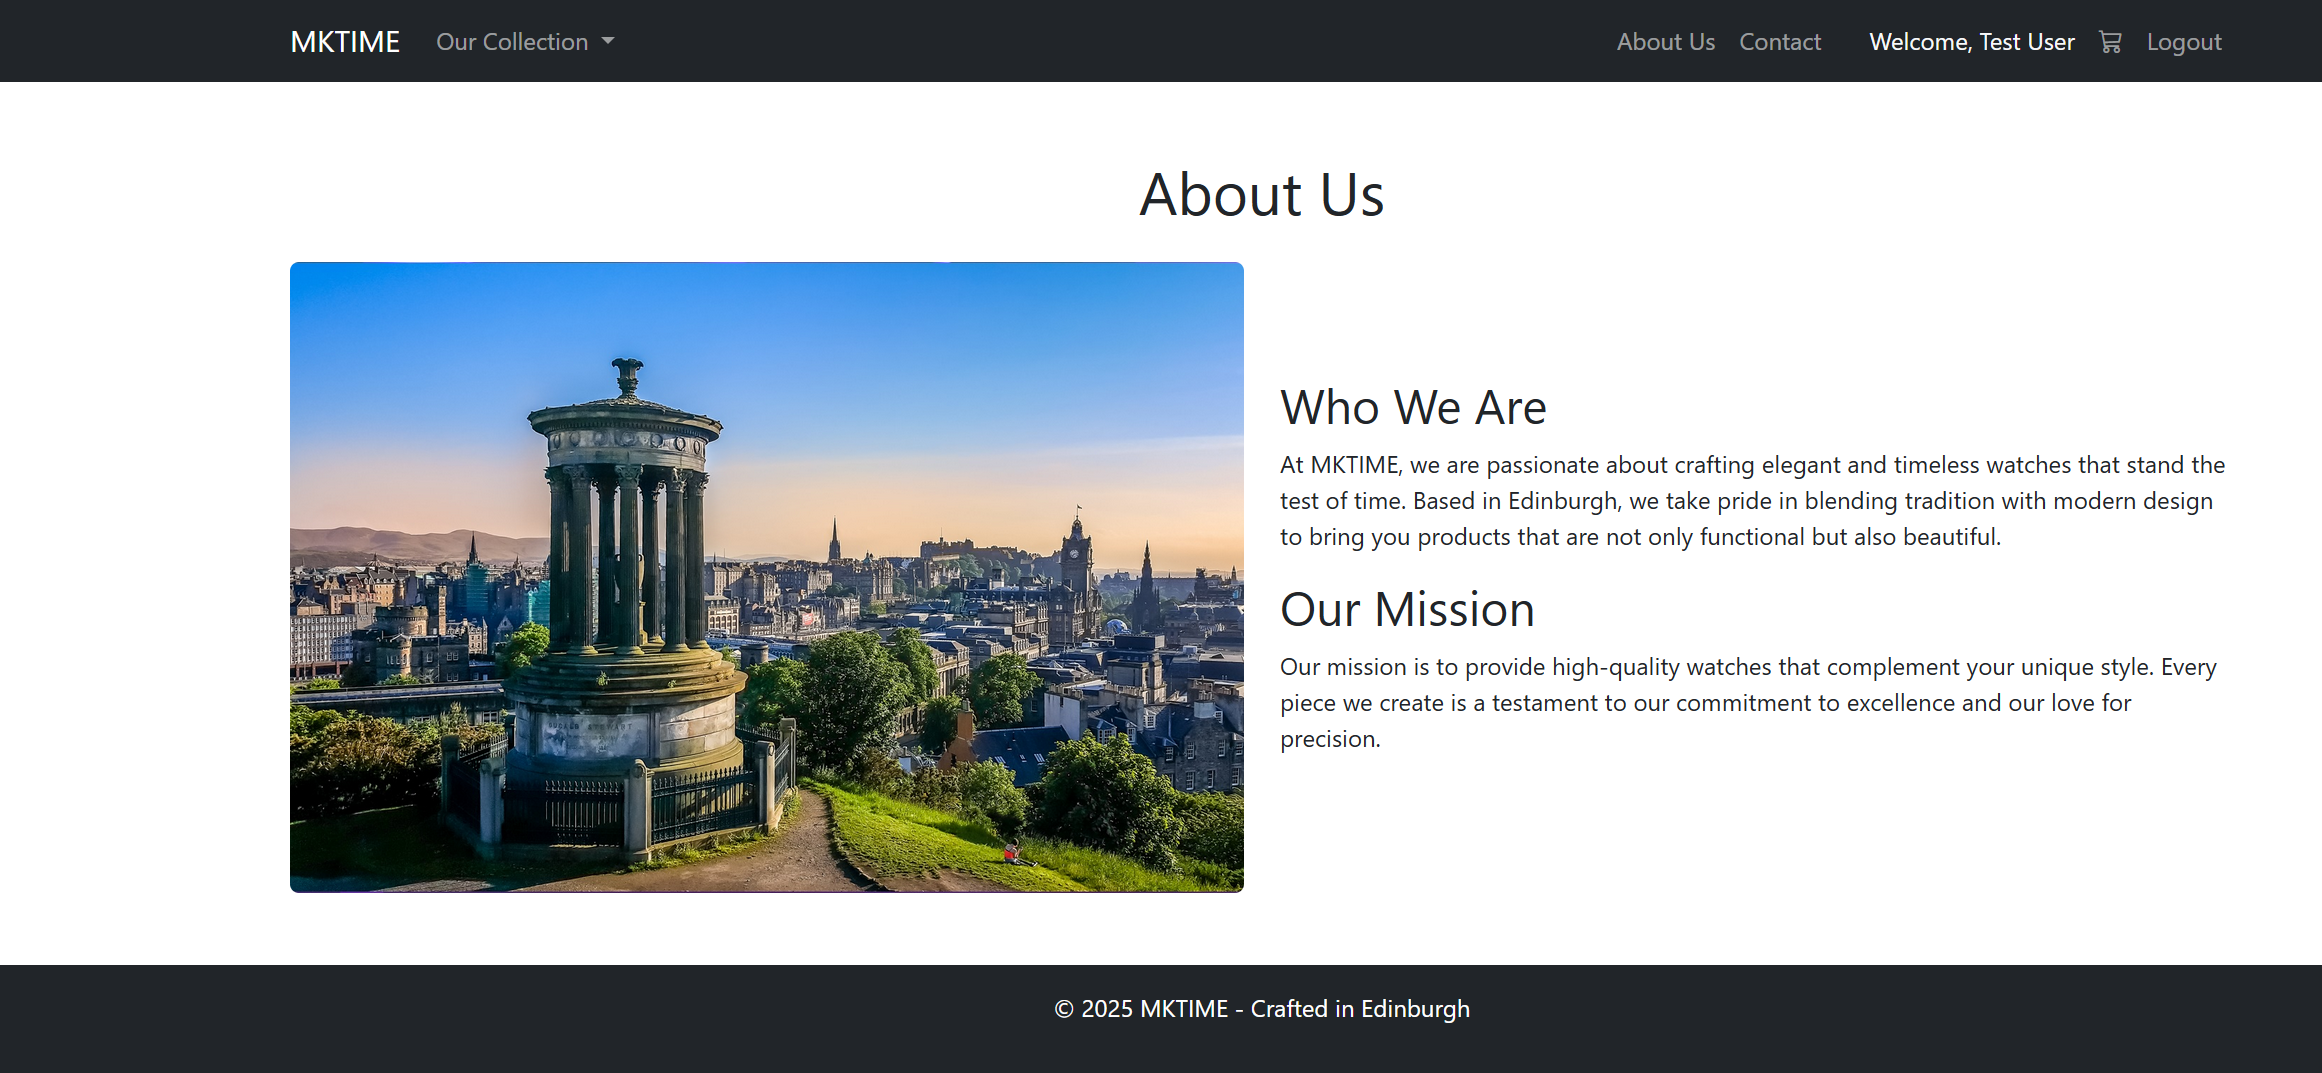 MKTIME
Our Collection
About Us
Contact
Welcome, Test User
Logout
About Us
Who We Are
At MKTIME, we are passionate about crafting elegant and timeless watches that stand the
test of time. Based in Edinburgh, we take pride in blending tradition with modern design
to bring you products that are not only functional but also beautiful.
Our Mission
Our mission is to provide high-quality watches that complement your unique style. Every
piece we create is a testament to our commitment to excellence and our love for
precision.
© 2025 MKTIME - Crafted in Edinburgh